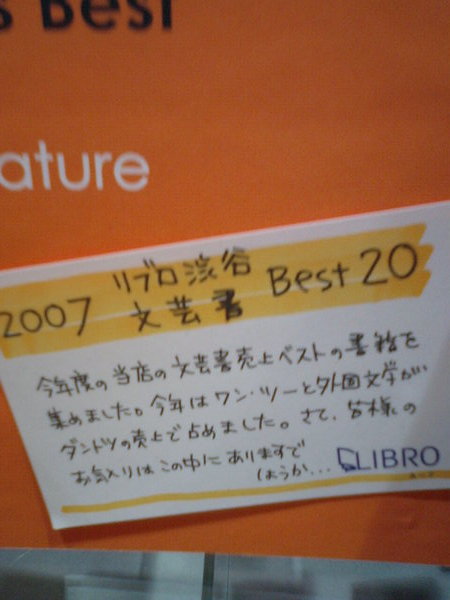 s Best
ature
リブロ渋谷
2007 文芸書 Best 20
今年度の当店の文芸書売上ベストの書籍を
集めました。今年はワン・ツーと外国文学が
ダントツの売上で占めました。さて、皆様の
お気入りはこの中にありますで
しょうか...
LIBRO